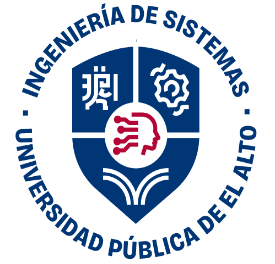 INGENIERÍA DE SISTEMAS
UNIVERSIDAD PÚBLICA DE EL ALTO